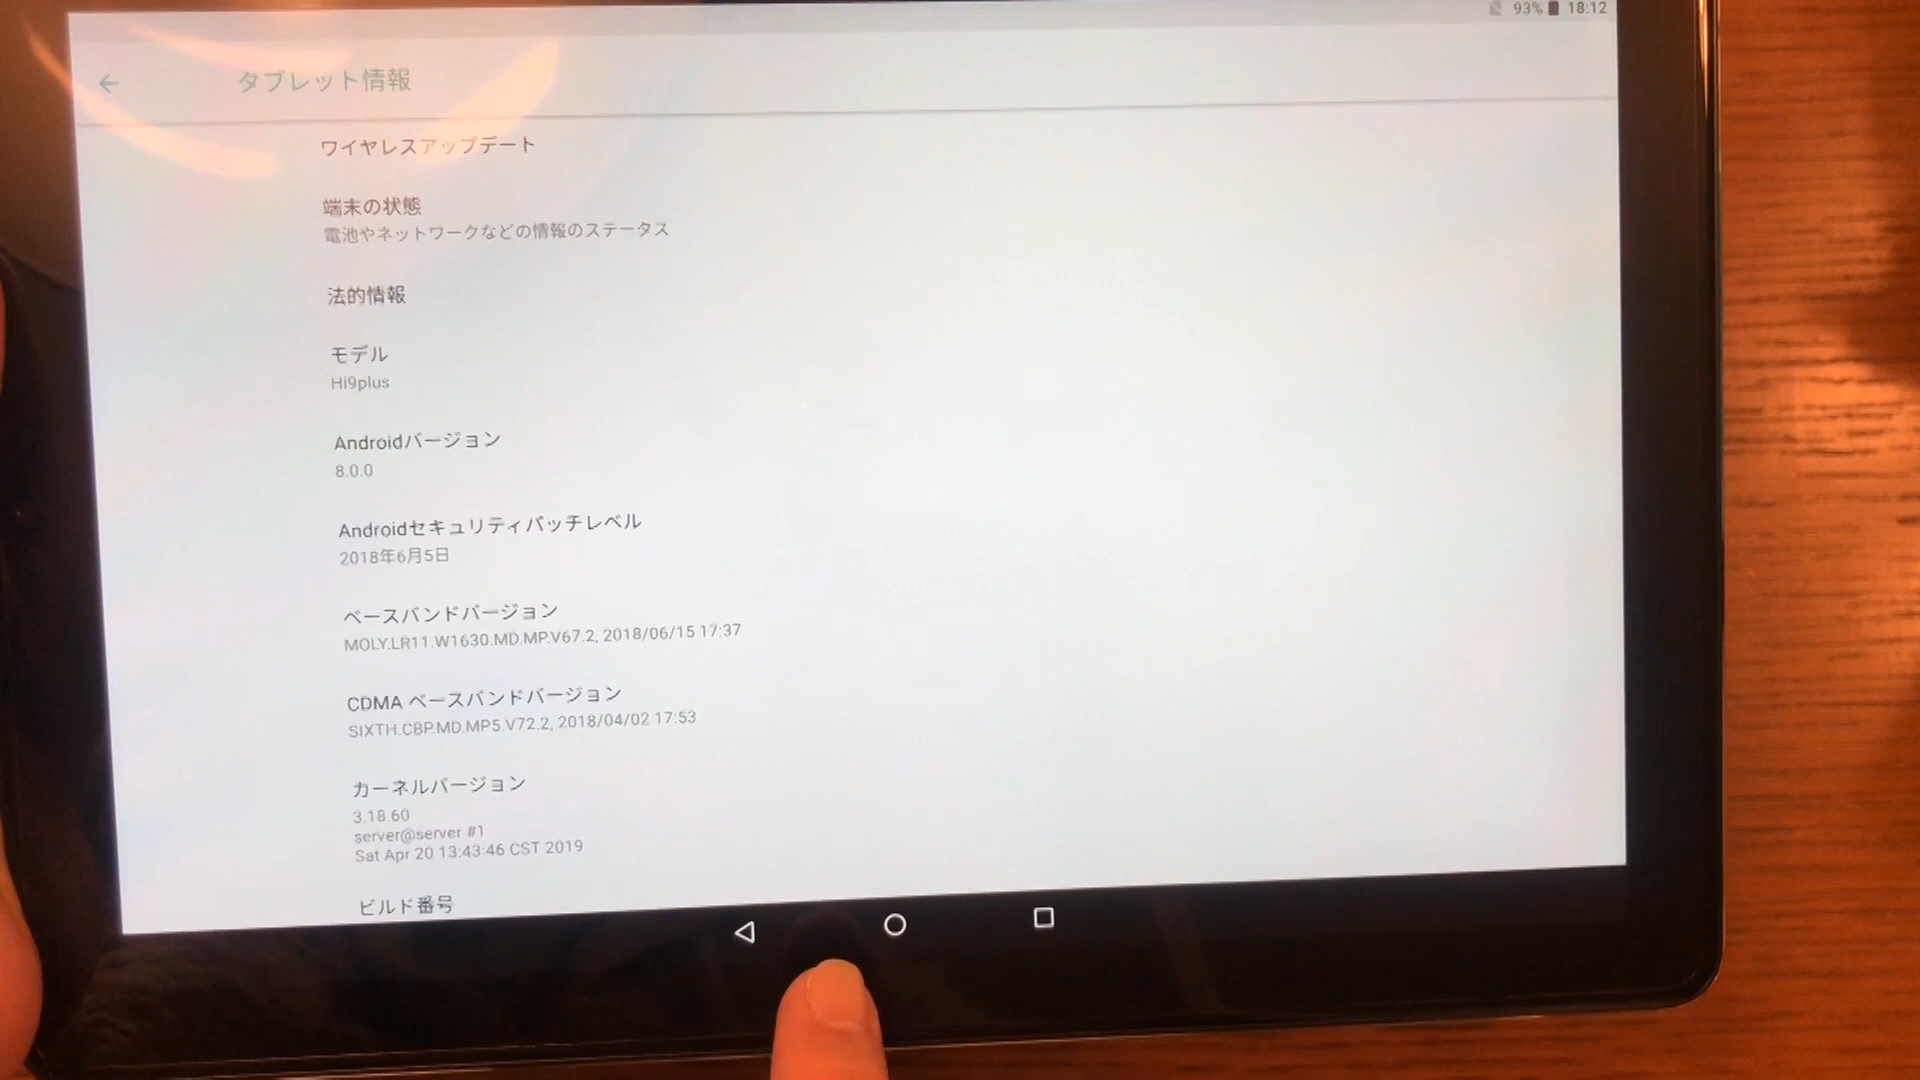 93% 18:12
タブレット情報
ワイヤレスアップデート
端末の状態
電池やネットワークなどの情報のステータス
法的情報
モデル
Hi9plus
Androidバージョン
8.0.0
Androidセキュリティパッチレベル
2018年6月5日
ベースバンドバージョン
MOLY.LR11.W1630.MD.MP.V67.2, 2018/06/15 17:37
CDMA ベースバンドバージョン
SIXTH.CBP.MD.MP5.V72.2, 2018/04/02 17:53
カーネルバージョン
3.18.60
server@server #1
Sat Apr 20 13:43:46 CST 2019
ビルド番号